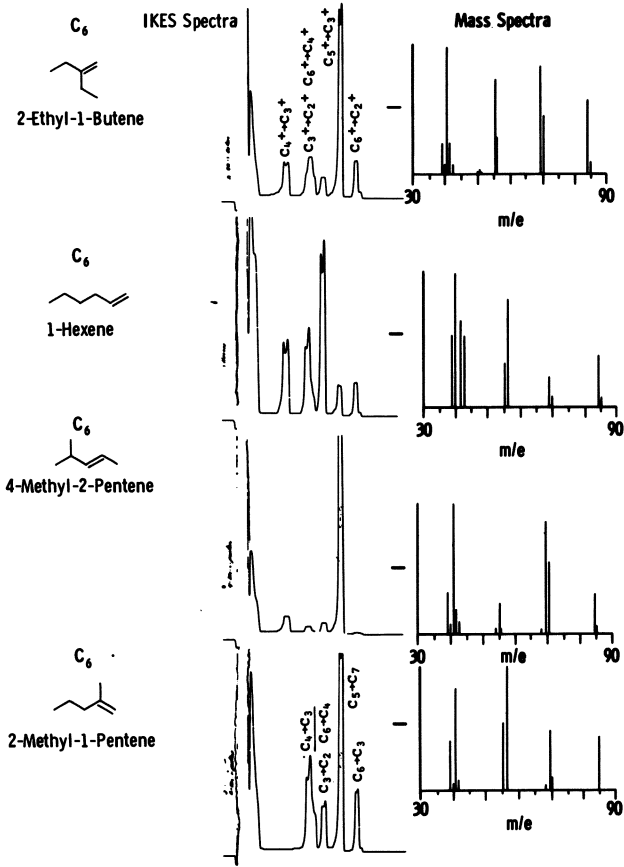 IKES Spectra
Mass Spectra
C6
2-Ethyl-1-Butene
C4+→C3+
C3+→C2+
C6+→C4+
C5+→C3+
C6+→C2+
30
90
m/e
C6
1-Hexene
30
90
m/e
C6
4-Methyl-2-Pentene
30
90
m/e
C6
2-Methyl-1-Pentene
C4→C3
C3→C2
C6→C4
C5→C7
C6→C3
30
90
m/e